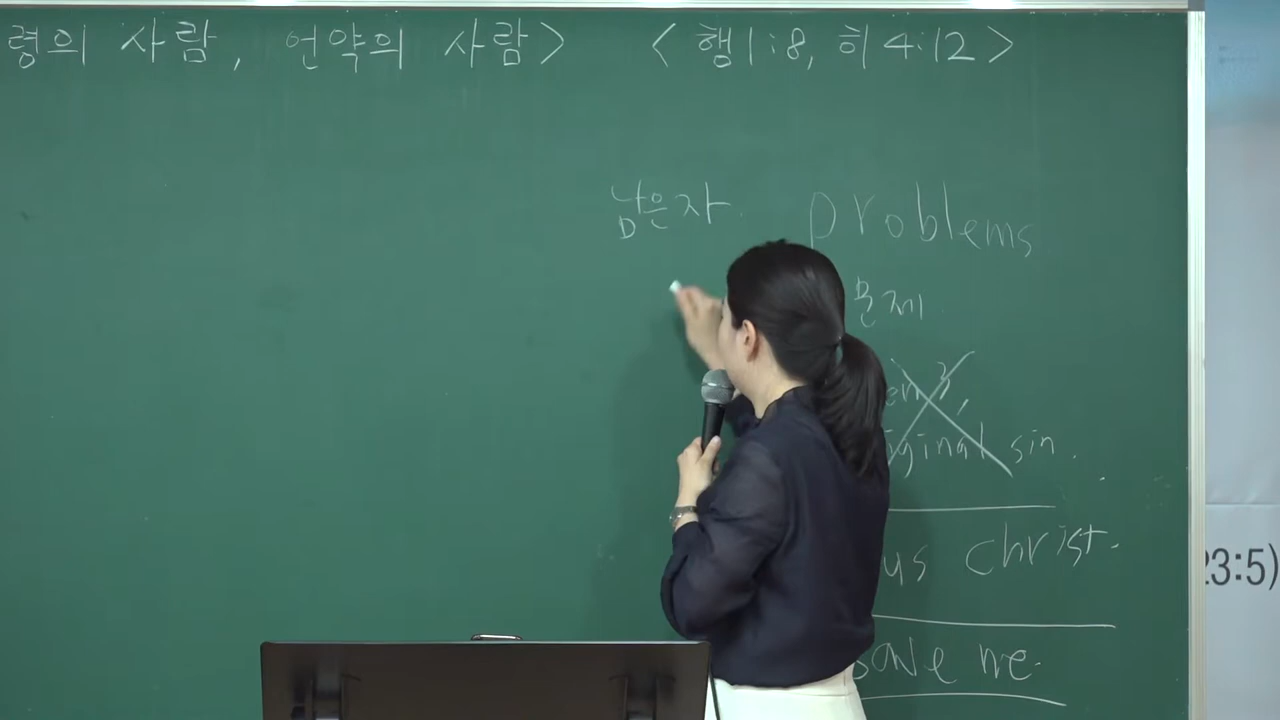 령의 사람, 언약의 사람> <행1:8, 히4:12>
남은자. problems
문제
original sin.
us christ.
me.
23:5)